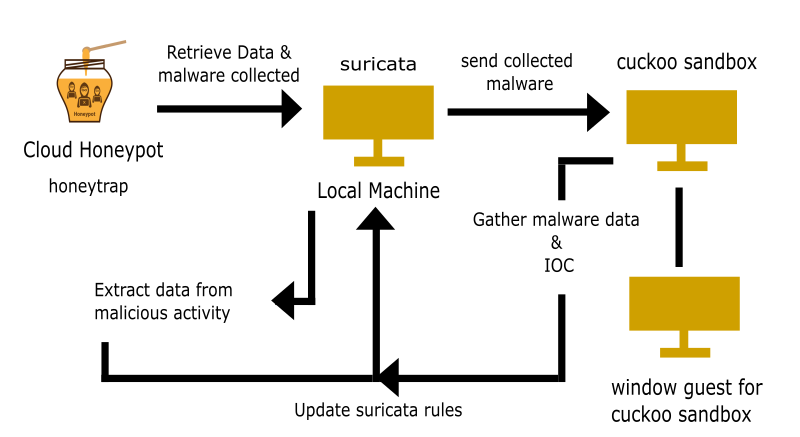 Retrieve Data &
malware collected
suricata
send collected
malware
cuckoo sandbox
Honeypot
Cloud Honeypot
honeytrap
Local Machine
Gather malware data
&
IOC
Extract data from
malicious activity
window guest for
cuckoo sandbox
Update suricata rules